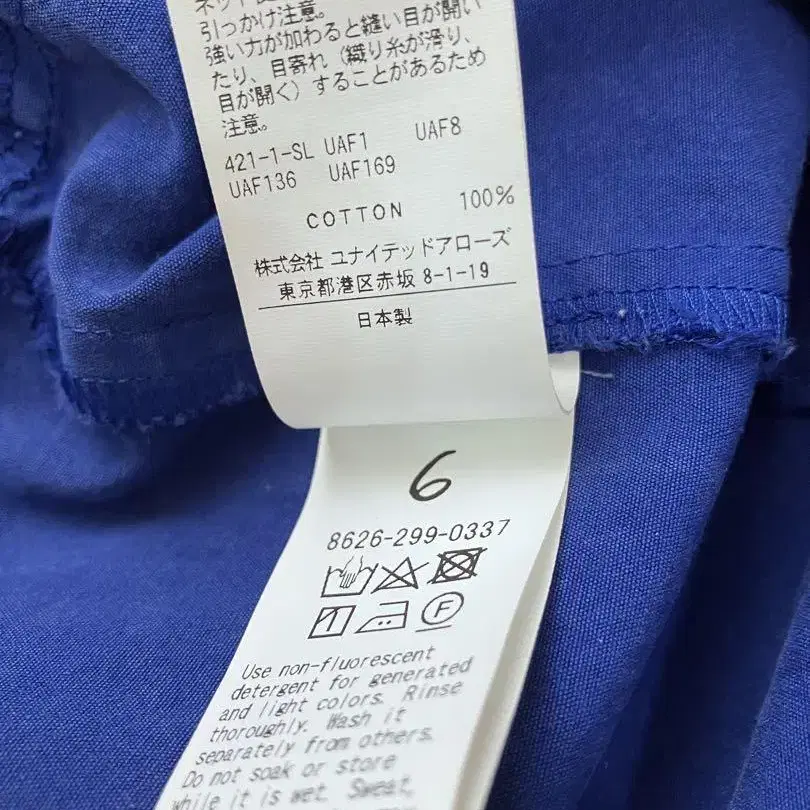 引っかけ注意。
強い力が加わると縫い目が開い
たり、目寄れ（織り糸が滑り、
目が開く）することがあるため
注意。
421-1-SL UAF1 UAF8
UAF136 UAF169
COTTON 100%
株式会社 ユナイテッドアローズ
東京都港区赤坂 8-1-19
日本製
6
8626-299-0337
F
Use non-fluorescent
detergent for generated
and light colors. Rinse
thoroughly. Wash it
separately from others.
Do not soak or store
while it is wet. Sweat,